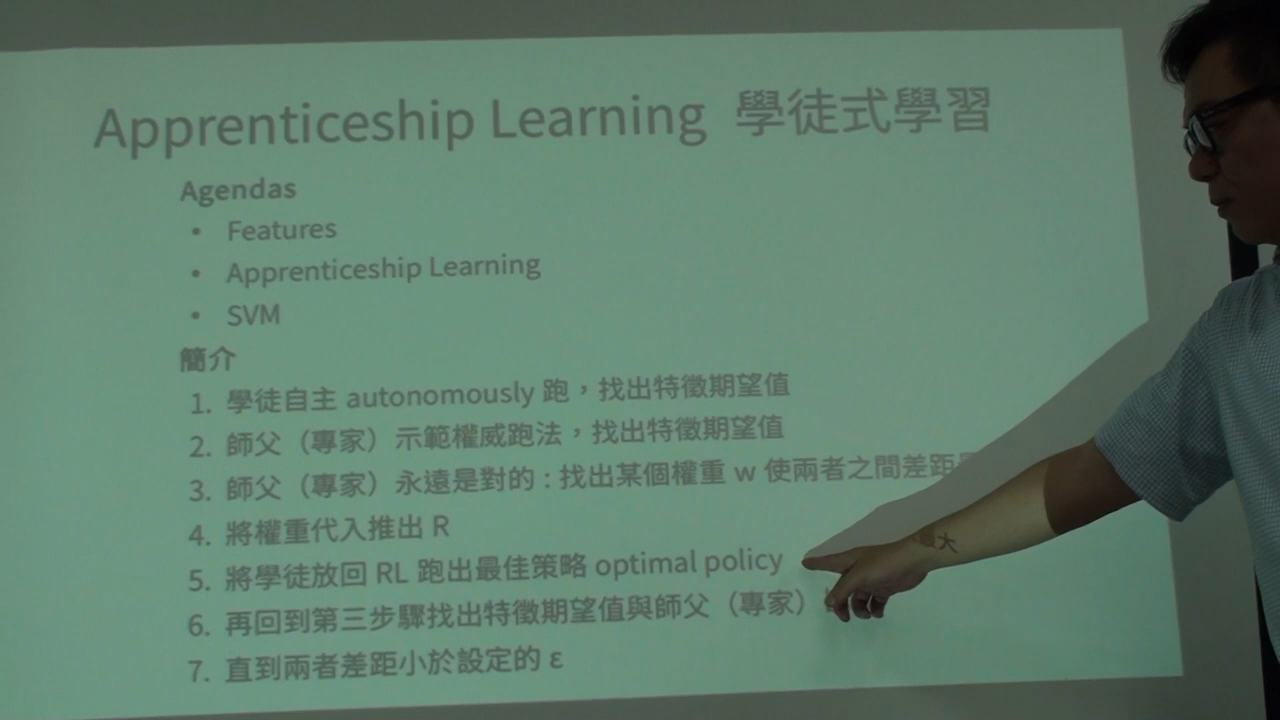 Apprenticeship Learning 學徒式學習
Agendas
• Features
• Apprenticeship Learning
• SVM
簡介
1. 學徒自主 autonomously 跑，找出特徵期望值
2. 師父（專家）示範權威跑法，找出特徵期望值
3. 師父（專家）永遠是對的 : 找出某個權重 w 使兩者之間差距
4. 將權重代入推出 R
5. 將學徒放回 RL 跑出最佳策略 optimal policy
6. 再回到第三步驟找出特徵期望值與師父（專家）
7. 直到兩者差距小於設定的 ε